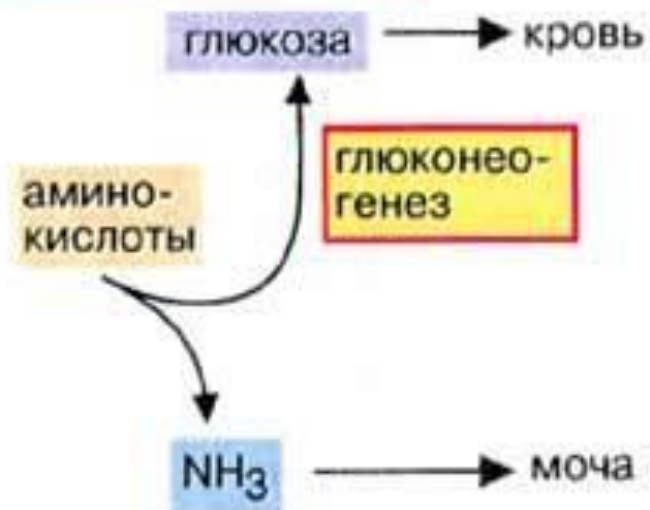 глюкоза
кровь
глюконео-
генез
амино-
кислоты
NH₃
моча